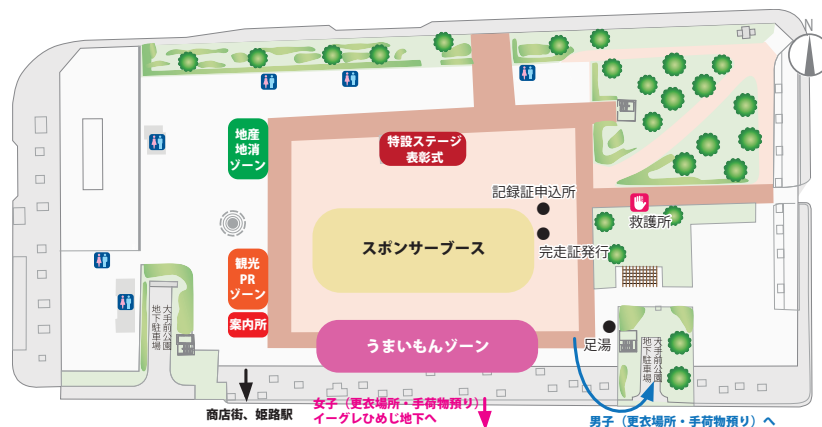 N
地産
地消
ゾーン
特設ステージ
表彰式
記録証申込所
救護所
スポンサーブース
完走証発行
観光
PR
ゾーン
案内所
うまいもんゾーン
足湯
大手前公園
地下駐車場
大手前公園
地下駐車場
商店街、姫路駅
女子（更衣場所・手荷物預り）
イーグレひめじ地下へ
男子（更衣場所・手荷物預り）へ